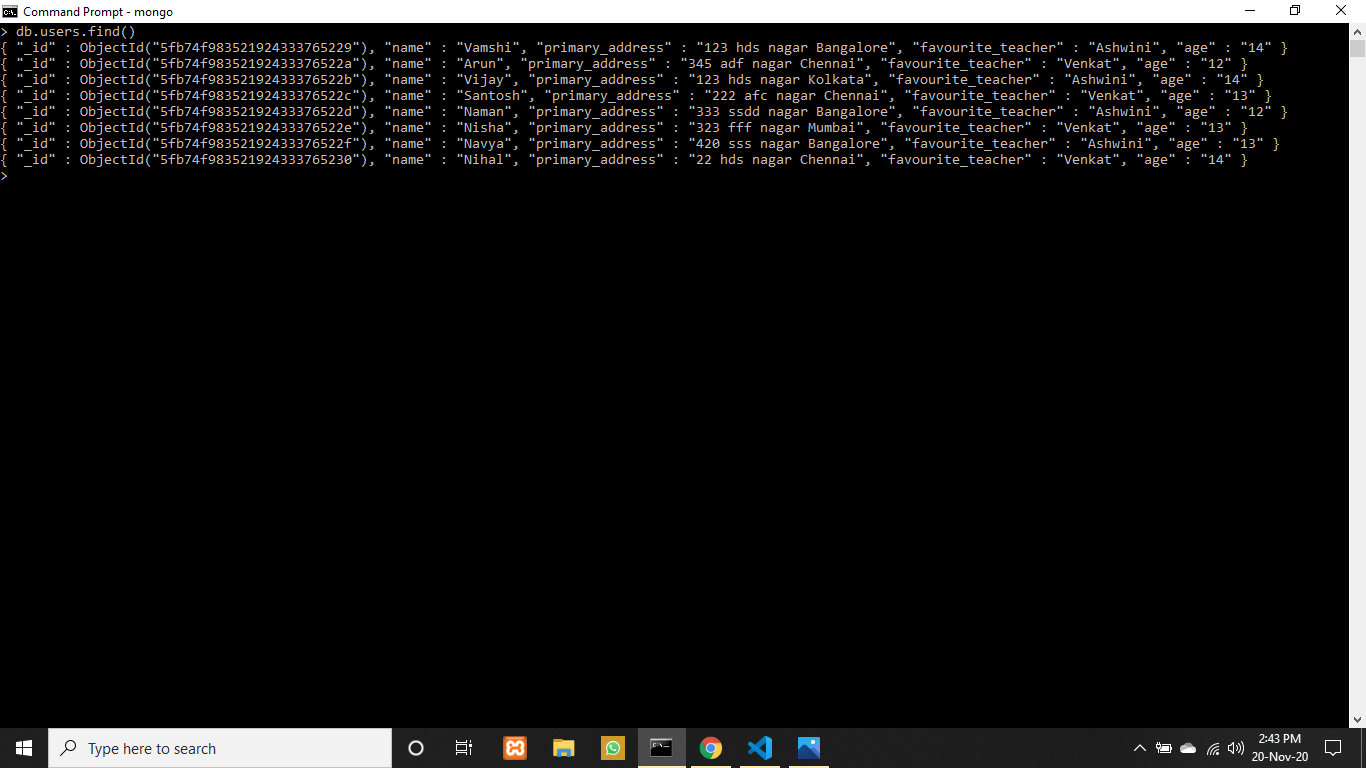 Command Prompt - mongo
> db.users.find()
{ "_id" : ObjectId("5fb74f983521924333765229"), "name" : "Vamshi", "primary_address" : "123 hds nagar Bangalore", "favourite_teacher" : "Ashwini", "age" : "14" }
{ "_id" : ObjectId("5fb74f98352192433376522a"), "name" : "Arun", "primary_address" : "345 adf nagar Chennai", "favourite_teacher" : "Venkat", "age" : "12" }
{ "_id" : ObjectId("5fb74f98352192433376522b"), "name" : "Vijay", "primary_address" : "123 hds nagar Kolkata", "favourite_teacher" : "Ashwini", "age" : "14" }
{ "_id" : ObjectId("5fb74f98352192433376522c"), "name" : "Santosh", "primary_address" : "222 afc nagar Chennai", "favourite_teacher" : "Venkat", "age" : "13" }
{ "_id" : ObjectId("5fb74f98352192433376522d"), "name" : "Naman", "primary_address" : "333 ssdd nagar Bangalore", "favourite_teacher" : "Ashwini", "age" : "12" }
{ "_id" : ObjectId("5fb74f98352192433376522e"), "name" : "Nisha", "primary_address" : "323 fff nagar Mumbai", "favourite_teacher" : "Venkat", "age" : "13" }
{ "_id" : ObjectId("5fb74f98352192433376522f"), "name" : "Navya", "primary_address" : "420 sss nagar Bangalore", "favourite_teacher" : "Ashwini", "age" : "13" }
{ "_id" : ObjectId("5fb74f983521924333765230"), "name" : "Nihal", "primary_address" : "22 hds nagar Chennai", "favourite_teacher" : "Venkat", "age" : "14" }
>
Type here to search
2:43 PM
20-Nov-20